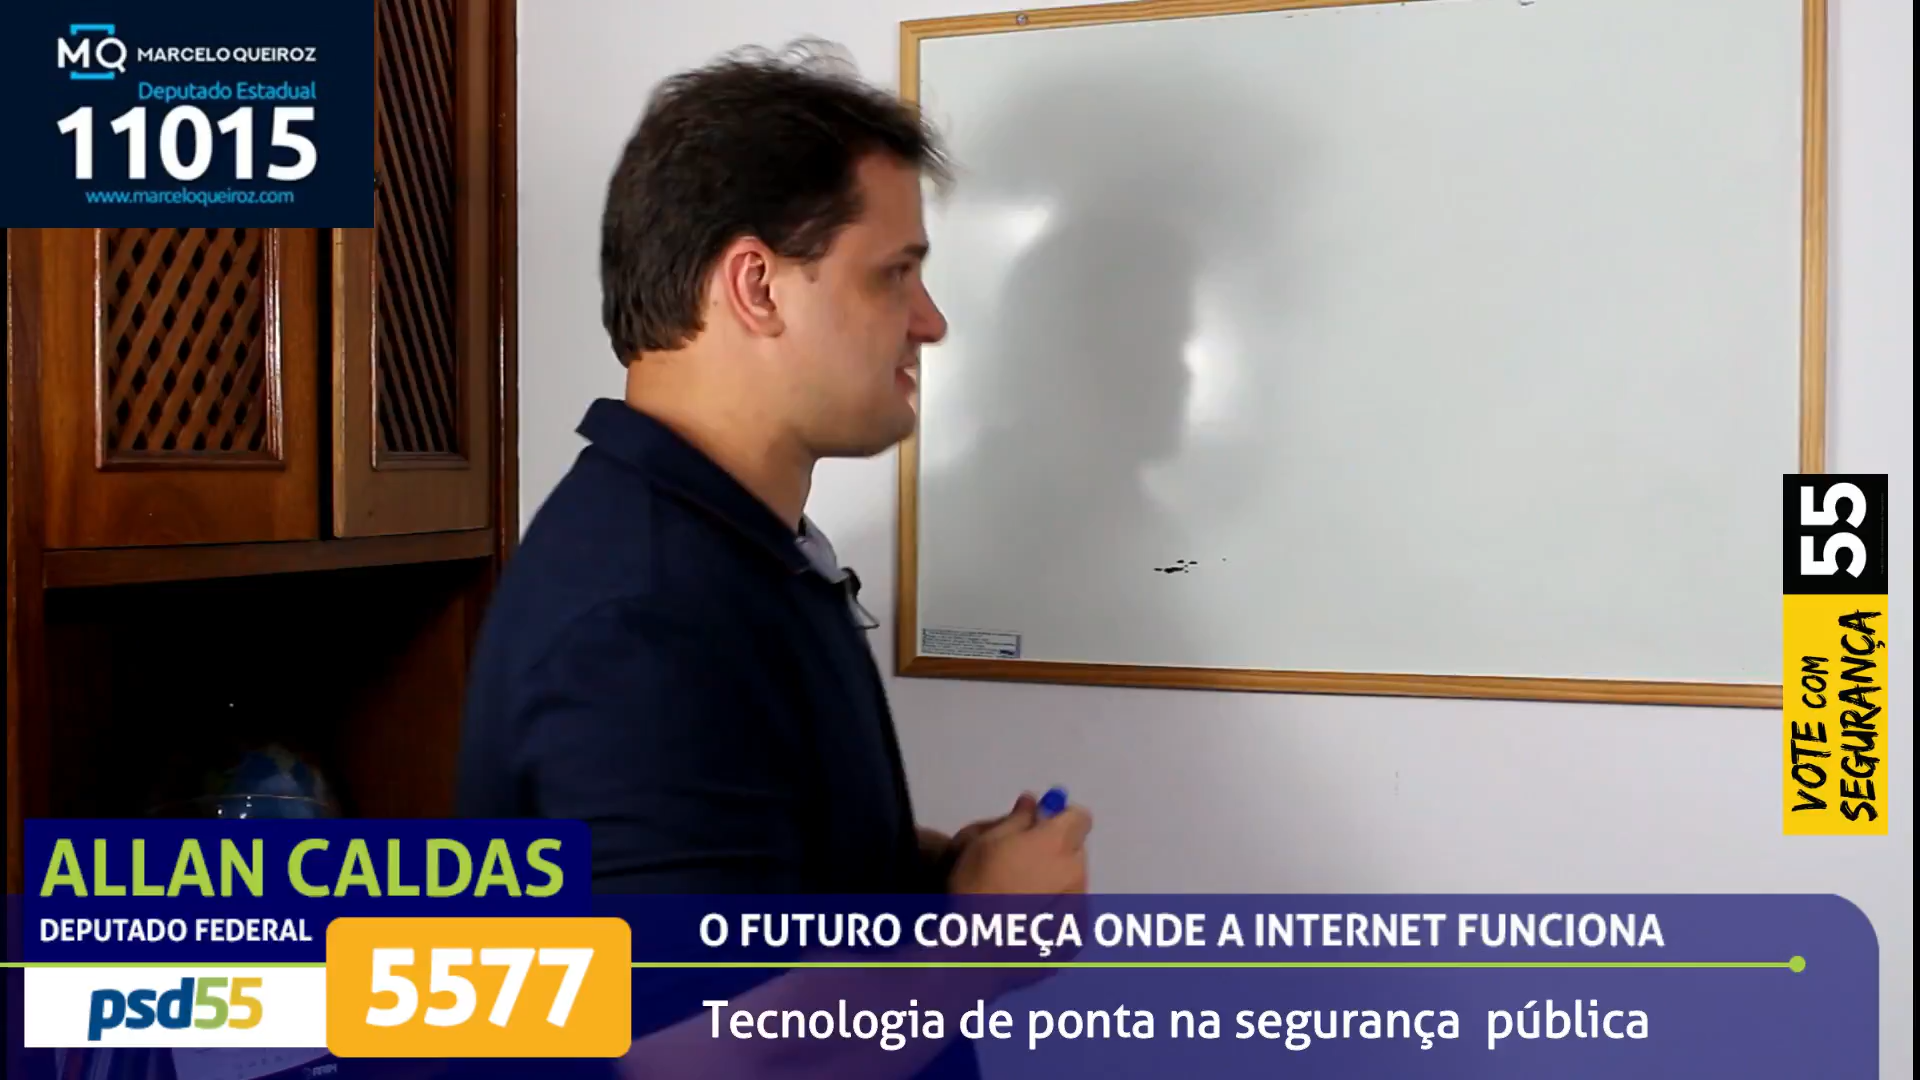 MQ MARCELO QUEIROZ
Deputado Estadual
11015
www.marceloqueiroz.com
55
VOTE COM
SEGURANÇA
ALLAN CALDAS
DEPUTADO FEDERAL
5577
psd55
O FUTURO COMEÇA ONDE A INTERNET FUNCIONA
Tecnologia de ponta na segurança pública